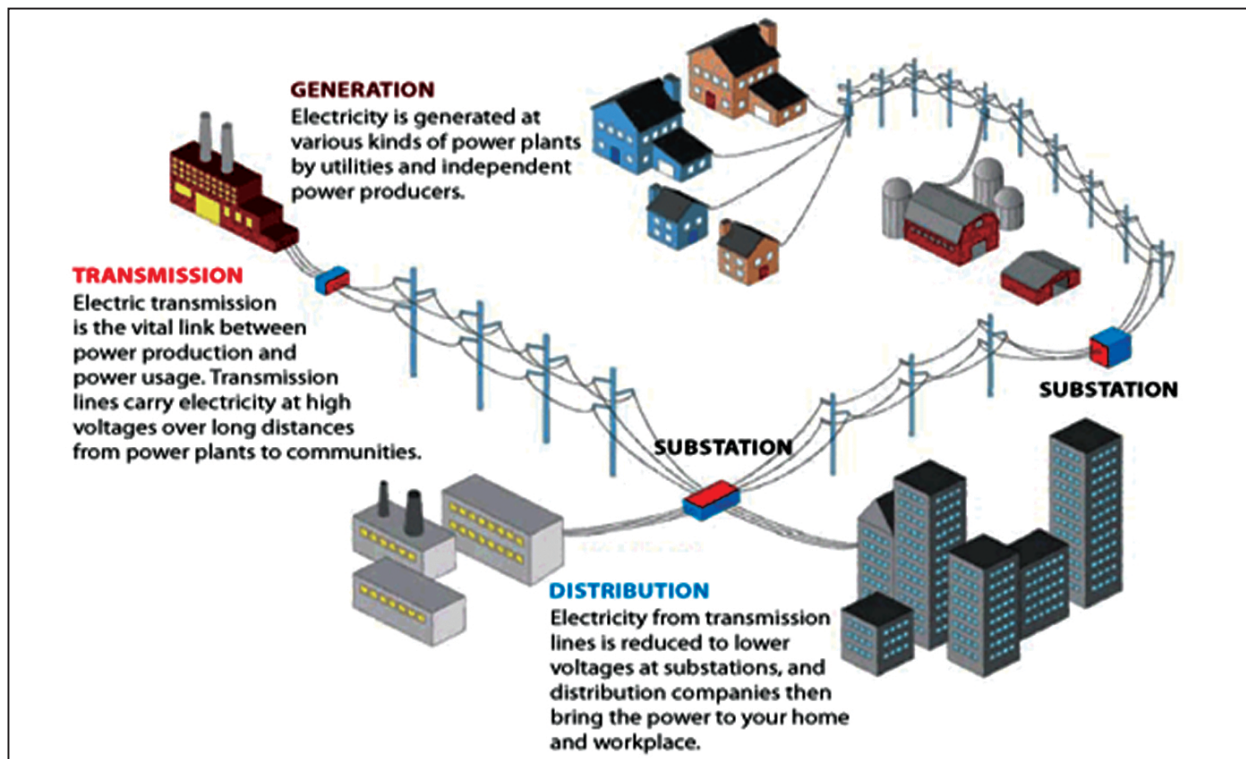 GENERATION
Electricity is generated at
various kinds of power plants
by utilities and independent
power producers.
TRANSMISSION
Electric transmission
is the vital link between
power production and
power usage. Transmission
lines carry electricity at high
voltages over long distances
from power plants to communities.
SUBSTATION
SUBSTATION
DISTRIBUTION
Electricity from transmission
lines is reduced to lower
voltages at substations, and
distribution companies then
bring the power to your home
and workplace.